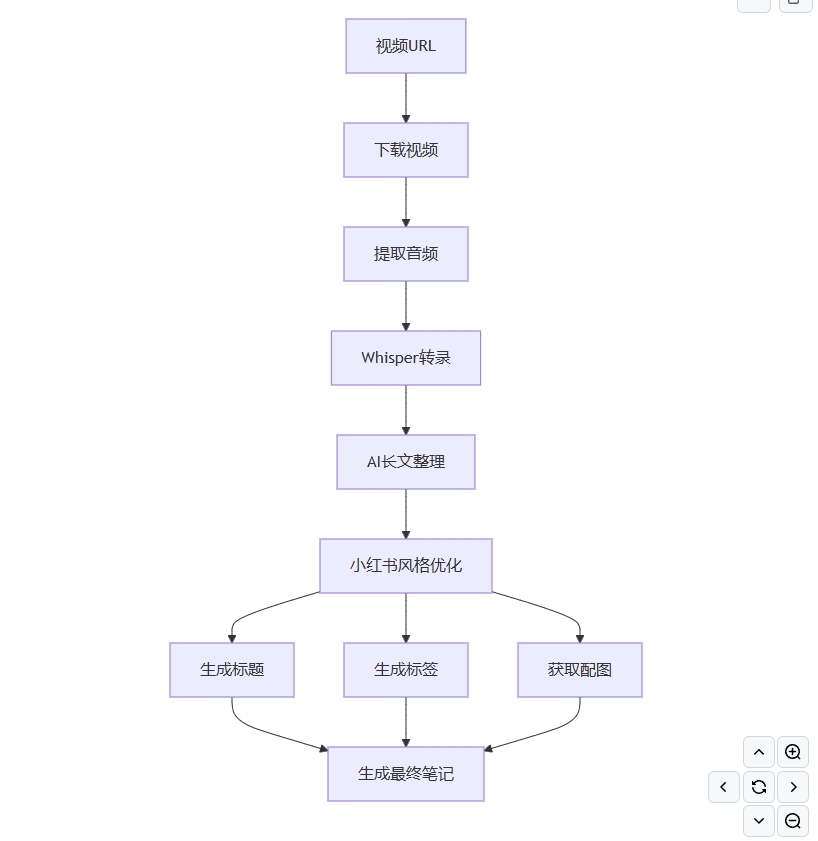 视频URL
下载视频
提取音频
Whisper转录
AI长文整理
小红书风格优化
生成标题
生成标签
获取配图
生成最终笔记